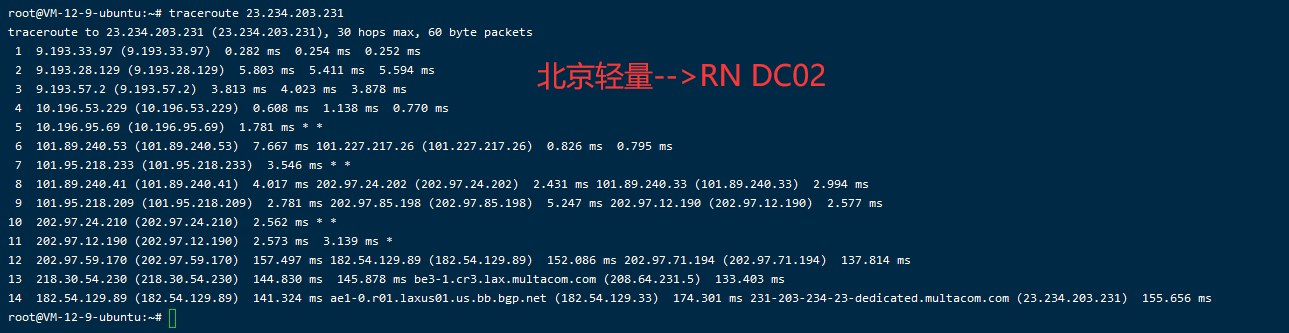 root@VM-12-9-ubuntu:~# traceroute 23.234.203.231
traceroute to 23.234.203.231 (23.234.203.231), 30 hops max, 60 byte packets
1 9.193.33.97 (9.193.33.97) 0.282 ms 0.254 ms 0.252 ms
2 9.193.28.129 (9.193.28.129) 5.803 ms 5.411 ms 5.594 ms
北京轻量-->RN DC02
3 9.193.57.2 (9.193.57.2) 3.813 ms 4.023 ms 3.878 ms
4 10.196.53.229 (10.196.53.229) 0.608 ms 1.138 ms 0.770 ms
5 10.196.95.69 (10.196.95.69) 1.781 ms * *
6 101.89.240.53 (101.89.240.53) 7.667 ms 101.227.217.26 (101.227.217.26) 0.826 ms 0.795 ms
7 101.95.218.233 (101.95.218.233) 3.546 ms * *
8 101.89.240.41 (101.89.240.41) 4.017 ms 202.97.24.202 (202.97.24.202) 2.431 ms 101.89.240.33 (101.89.240.33) 2.994 ms
9 101.95.218.209 (101.95.218.209) 2.781 ms 202.97.85.198 (202.97.85.198) 5.247 ms 202.97.12.190 (202.97.12.190) 2.577 ms
10 202.97.24.210 (202.97.24.210) 2.562 ms * *
11 202.97.12.190 (202.97.12.190) 2.573 ms 3.139 ms *
12 202.97.59.170 (202.97.59.170) 157.497 ms 182.54.129.89 (182.54.129.89) 152.086 ms 202.97.71.194 (202.97.71.194) 137.814 ms
13 218.30.54.230 (218.30.54.230) 144.830 ms 145.878 ms be3-1.cr3.lax.multacom.com (208.64.231.5) 133.403 ms
14 182.54.129.89 (182.54.129.89) 141.324 ms ae1-0.r01.laxus01.us.bb.bgp.net (182.54.129.33) 174.301 ms 231-203-234-23-dedicated.multacom.com (23.234.203.231) 155.656 ms
root@VM-12-9-ubuntu:~#